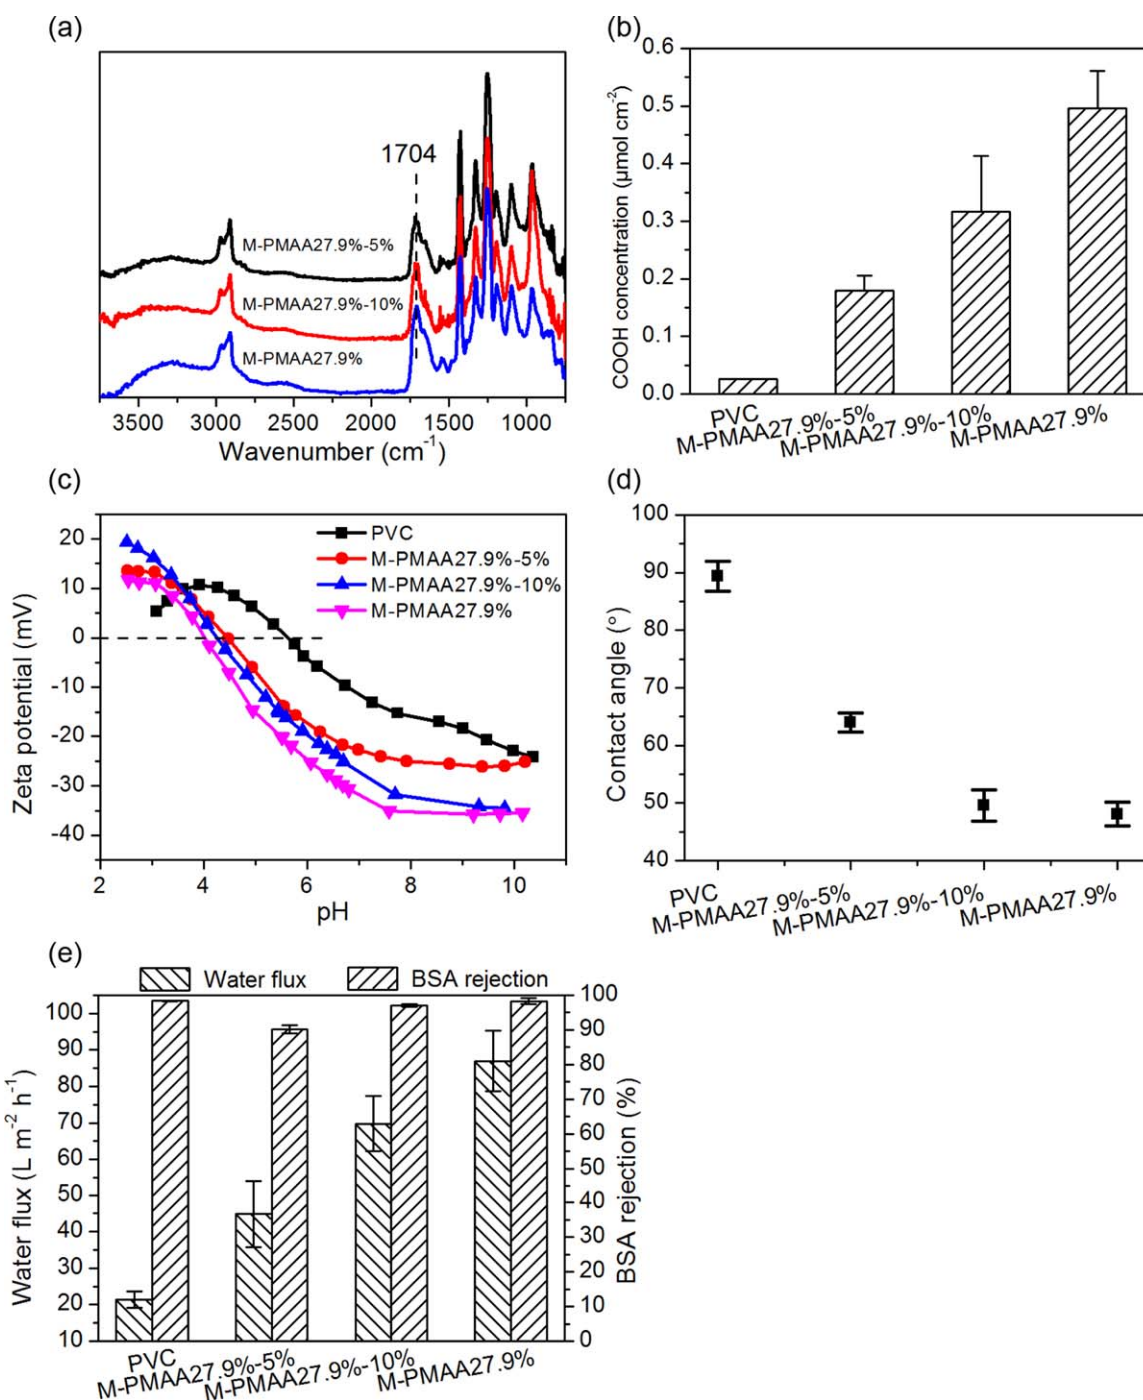 (a)
1704
M-PMAA27.9%-5%
M-PMAA27.9%-10%
M-PMAA27.9%
3500 3000 2500 2000 1500 1000
Wavenumber (cm⁻¹)
(b)
COOH concentration (μmol cm⁻²)
0.6
0.5
0.4
0.3
0.2
0.1
0.0
PVC
M-PMAA27.9%-5%
M-PMAA27.9%-10%
M-PMAA27.9%
(c)
Zeta potential (mV)
20
10
0
-10
-20
-30
-40
PVC
M-PMAA27.9%-5%
M-PMAA27.9%-10%
M-PMAA27.9%
2 4 6 8 10
pH
(d)
Contact angle (°)
100
90
80
70
60
50
40
PVC
M-PMAA27.9%-5%
M-PMAA27.9%-10%
M-PMAA27.9%
(e)
Water flux BSA rejection
Water flux (L m⁻² h⁻¹)
100
90
80
70
60
50
40
30
20
10
BSA rejection (%)
100
90
80
70
60
50
40
30
20
10
0
PVC
M-PMAA27.9%-5%
M-PMAA27.9%-10%
M-PMAA27.9%